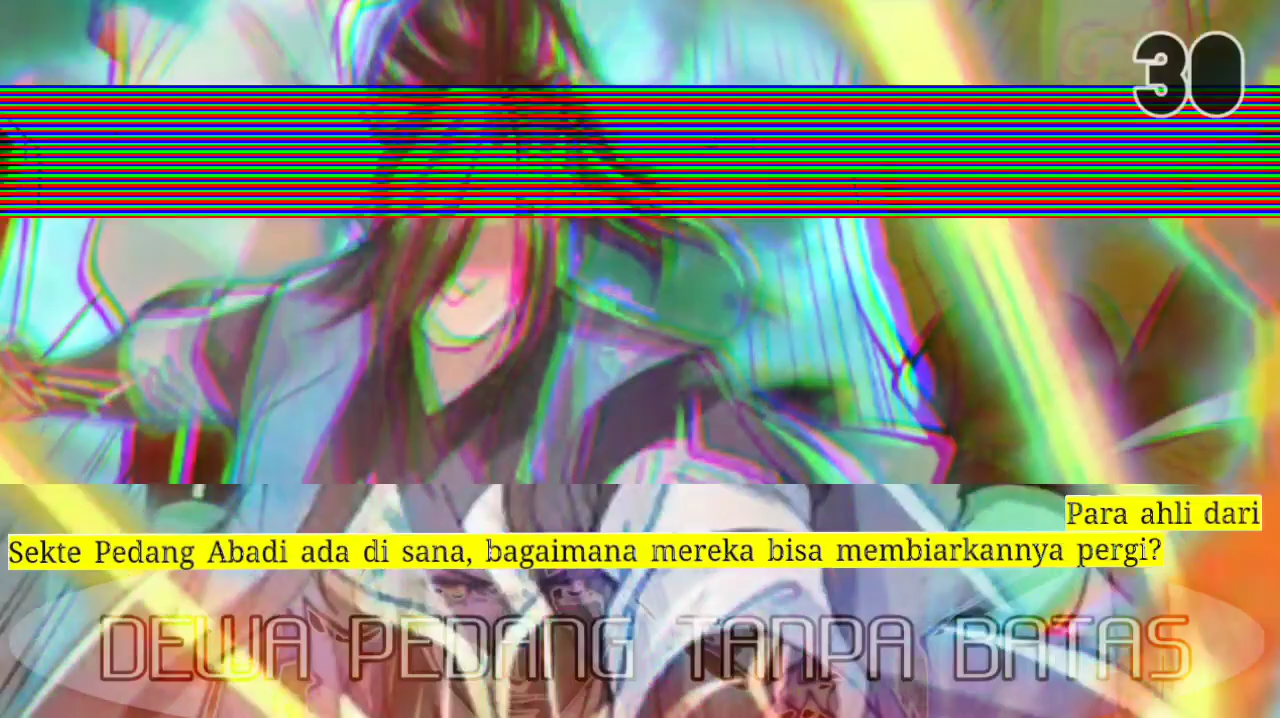 30
Para ahli dari
Sekte Pedang Abadi ada di sana, bagaimana mereka bisa membiarkannya pergi?
DEWA PEDANG TANPA BATAS